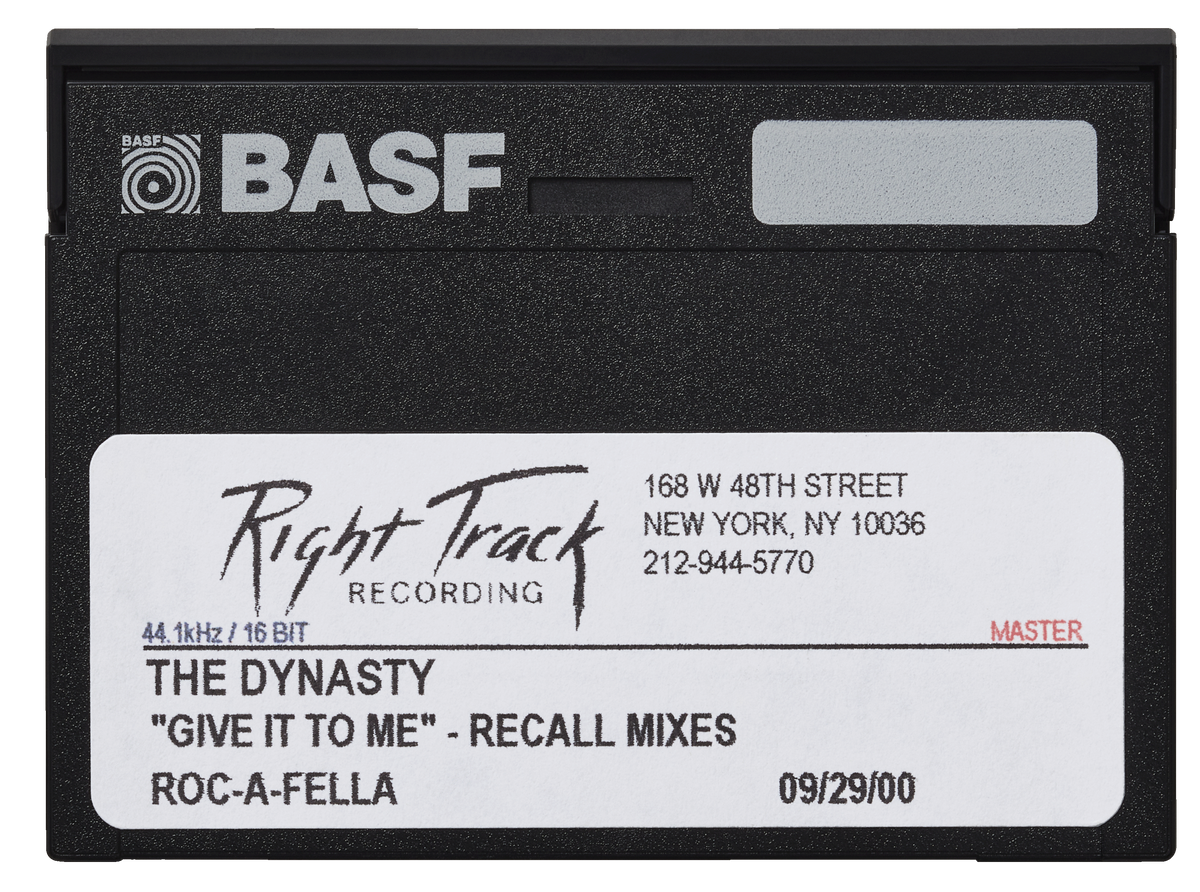 BASF
BASF
Right Track
RECORDING
168 W 48TH STREET
NEW YORK, NY 10036
212-944-5770
44.1kHz / 16 BIT
MASTER
THE DYNASTY
"GIVE IT TO ME" - RECALL MIXES
ROC-A-FELLA
09/29/00